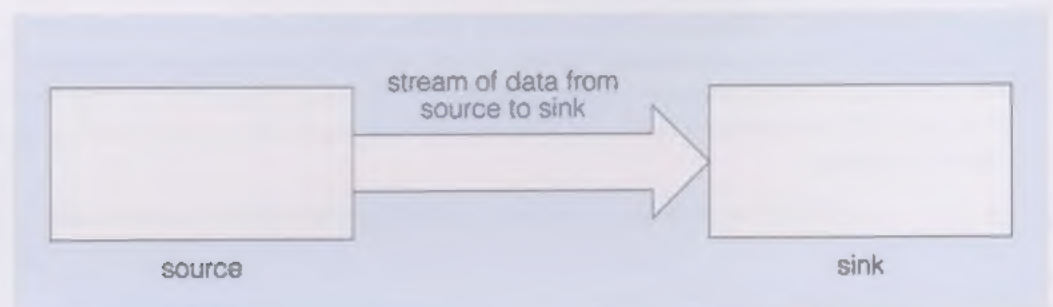 stream of data from
source to sink
source
sink